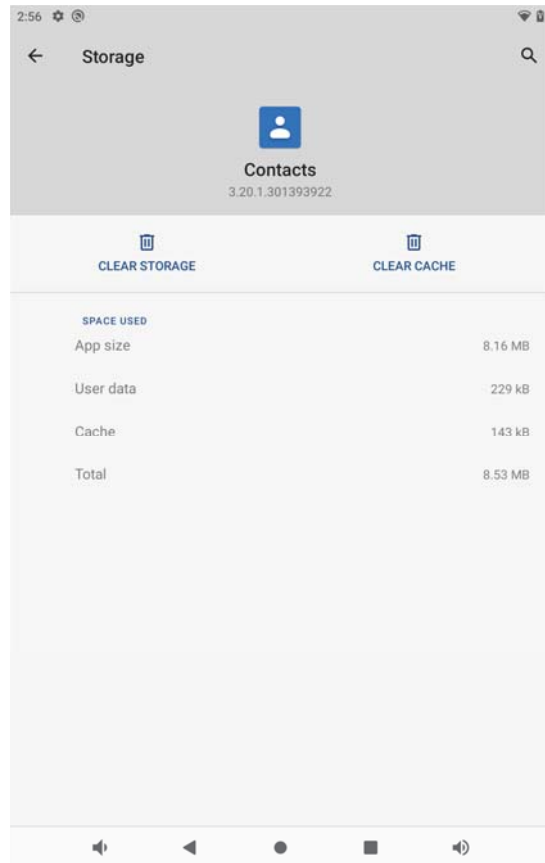 2:56
Storage
Contacts
3.20.1.301393922
CLEAR STORAGE
CLEAR CACHE
SPACE USED
App size 8.16 MB
User data 229 kB
Cache 143 kB
Total 8.53 MB